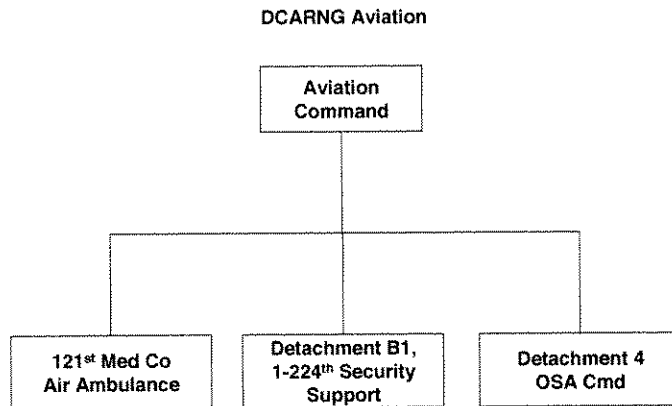 DCARNG Aviation
Aviation
Command
121st Med Co
Air Ambulance
Detachment B1,
1-224th Security
Support
Detachment 4
OSA Cmd